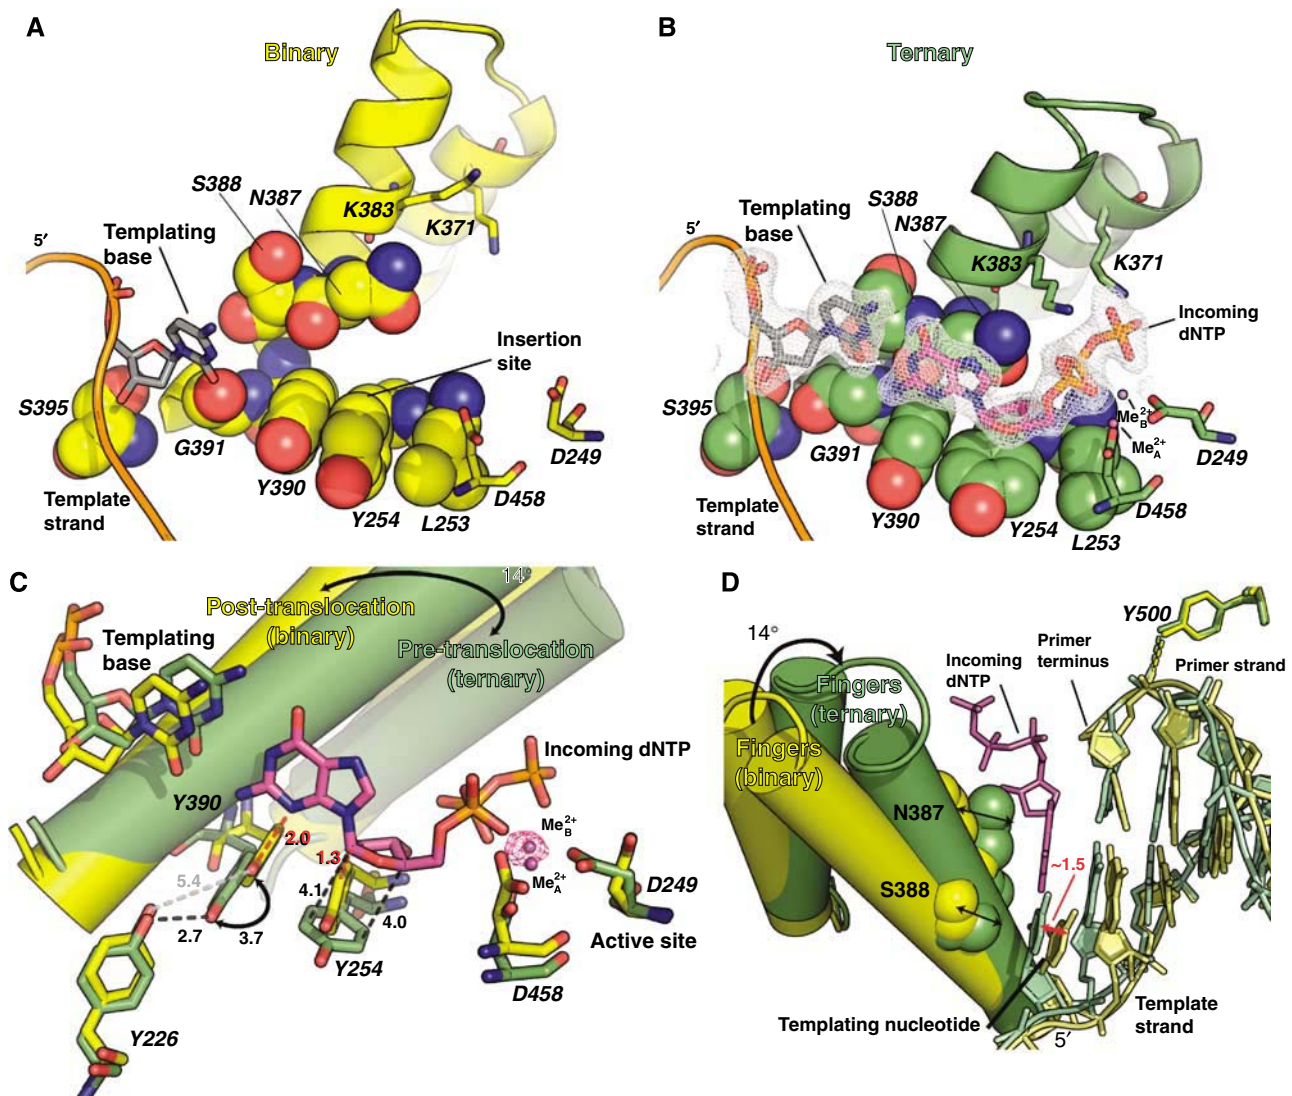 A
Binary
S388
N387
K383
K371
5′
Templating
base
Insertion
site
S395
G391
Y390
Y254
L253
D458
D249
Template
strand
B
Ternary
S388
N387
Templating
base
5′
K383
K371
Incoming
dNTP
S395
G391
Me2+B
Me2+A
D249
Y390
Y254
D458
L253
Template
strand
C
14°
Post-translocation
(binary)
Pre-translocation
(ternary)
Templating
base
Y390
Incoming dNTP
2.0
1.3
Me2+B
Me2+A
5.4
4.1
4.0
2.7
3.7
Y254
D249
Active site
D458
Y226
D
14°
Y500
Incoming
dNTP
Primer
terminus
Primer strand
Fingers
(ternary)
Fingers
(binary)
N387
S388
~1.5
Templating nucleotide
5′
Template
strand